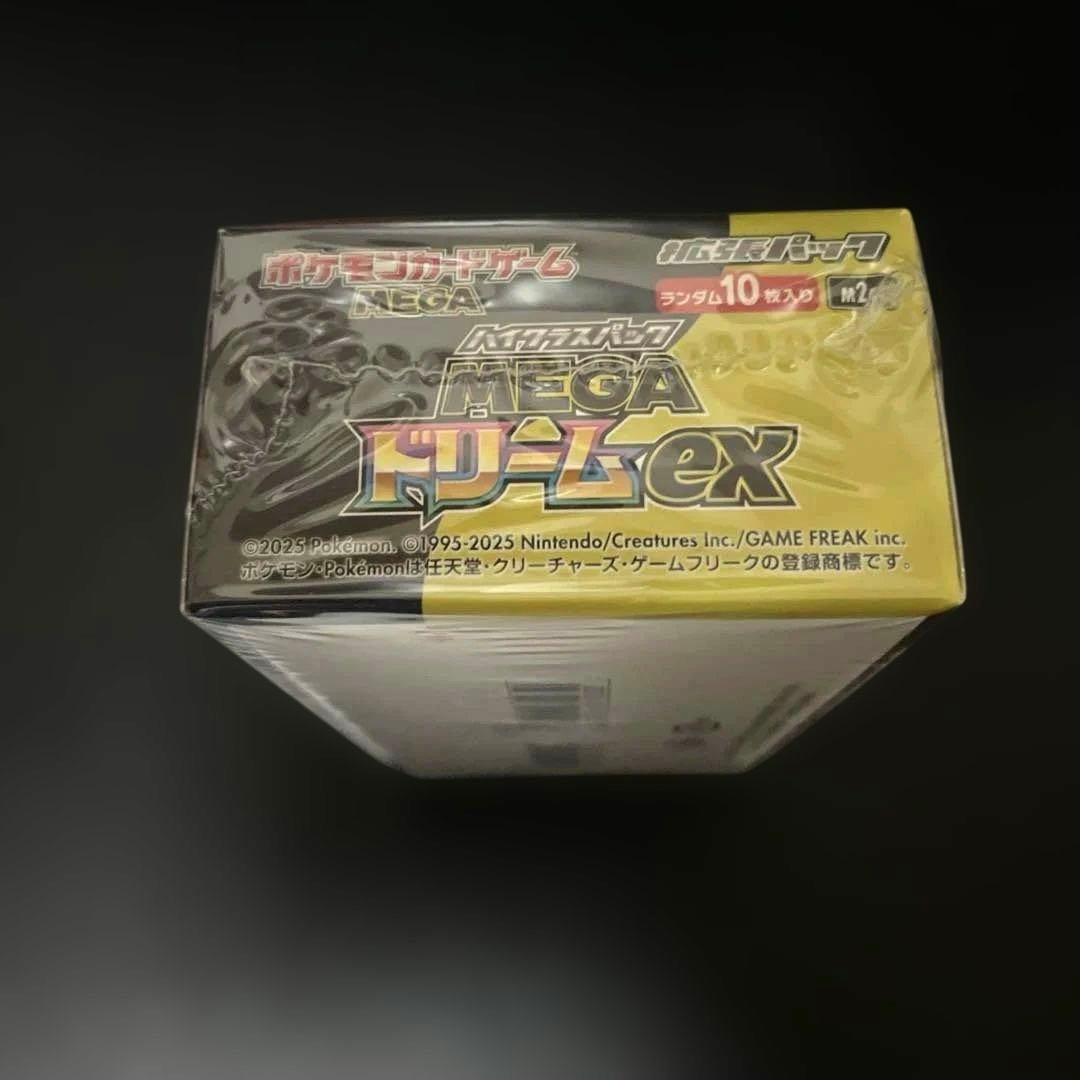 ポケモンカードゲーム
MEGA
拡張パック
ランダム10枚入り
ハイクラスパック
MEGA
ドリームex
©2025 Pokémon. ©1995-2025 Nintendo/Creatures Inc./GAME FREAK inc.
ポケモン・Pokémonは任天堂・クリーチャーズ・ゲームフリークの登録商標です。